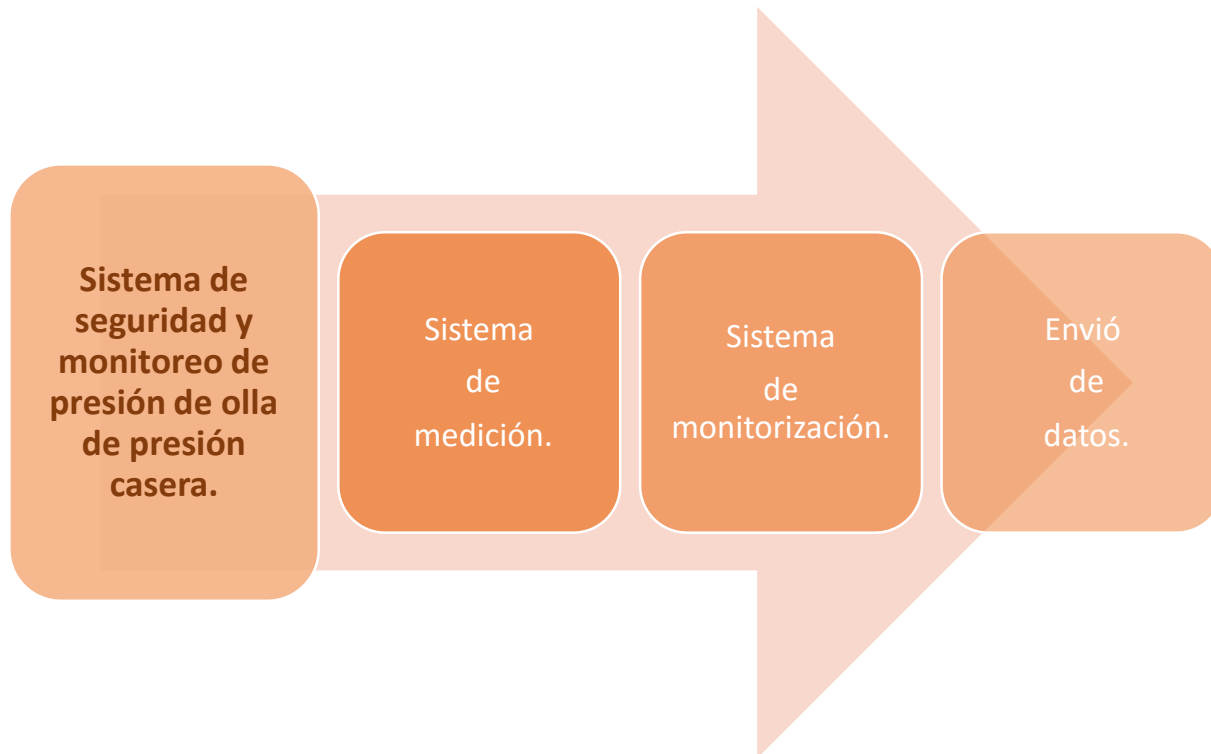 Sistema de
seguridad y
monitoreo de
presión de olla
de presión
casera.
Sistema
de
medición.
Sistema
de
monitorización.
Envió
de
datos.